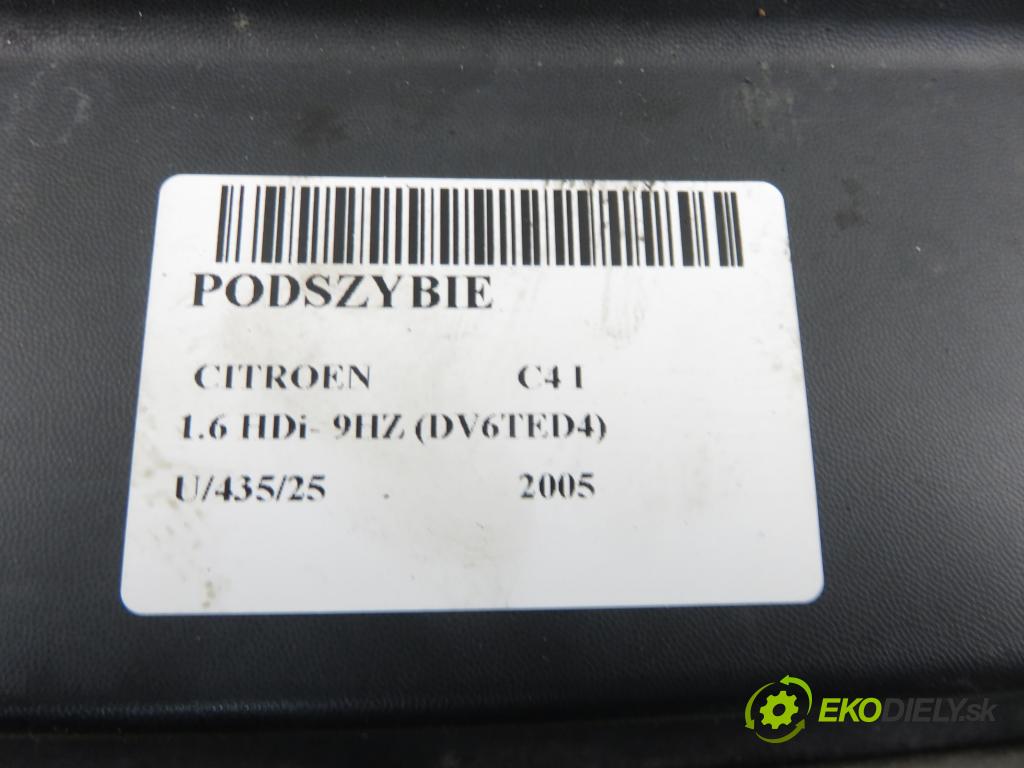 PODSZYBIE
CITROEN C4 I
1.6 HDi- 9HZ (DV6TED4)
U/435/25 2005
EKODIELY.sk